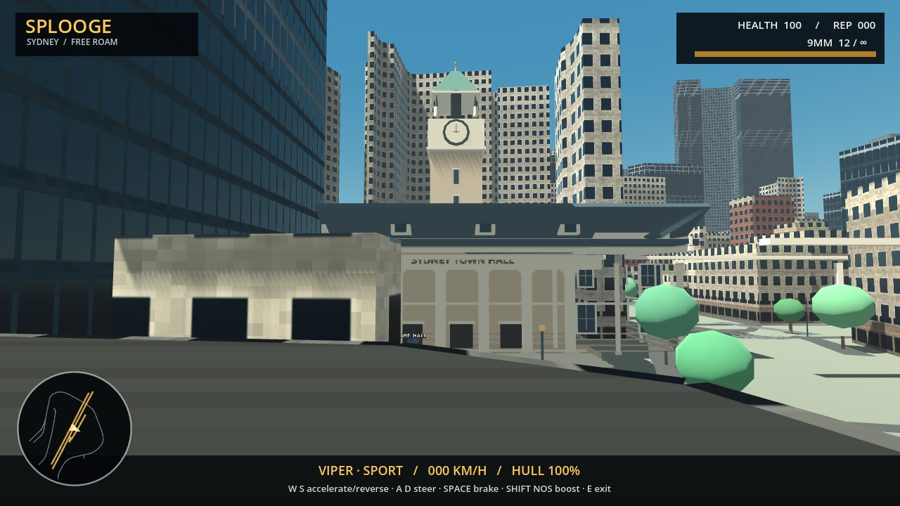 SPLOOGE
SYDNEY / FREE ROAM
HEALTH 100 / REP 000
9MM 12 / ∞
SYDNEY TOWN HALL
VIPER · SPORT / 000 KM/H / HULL 100%
W S accelerate/reverse · A D steer · SPACE brake · SHIFT NOS boost · E exit